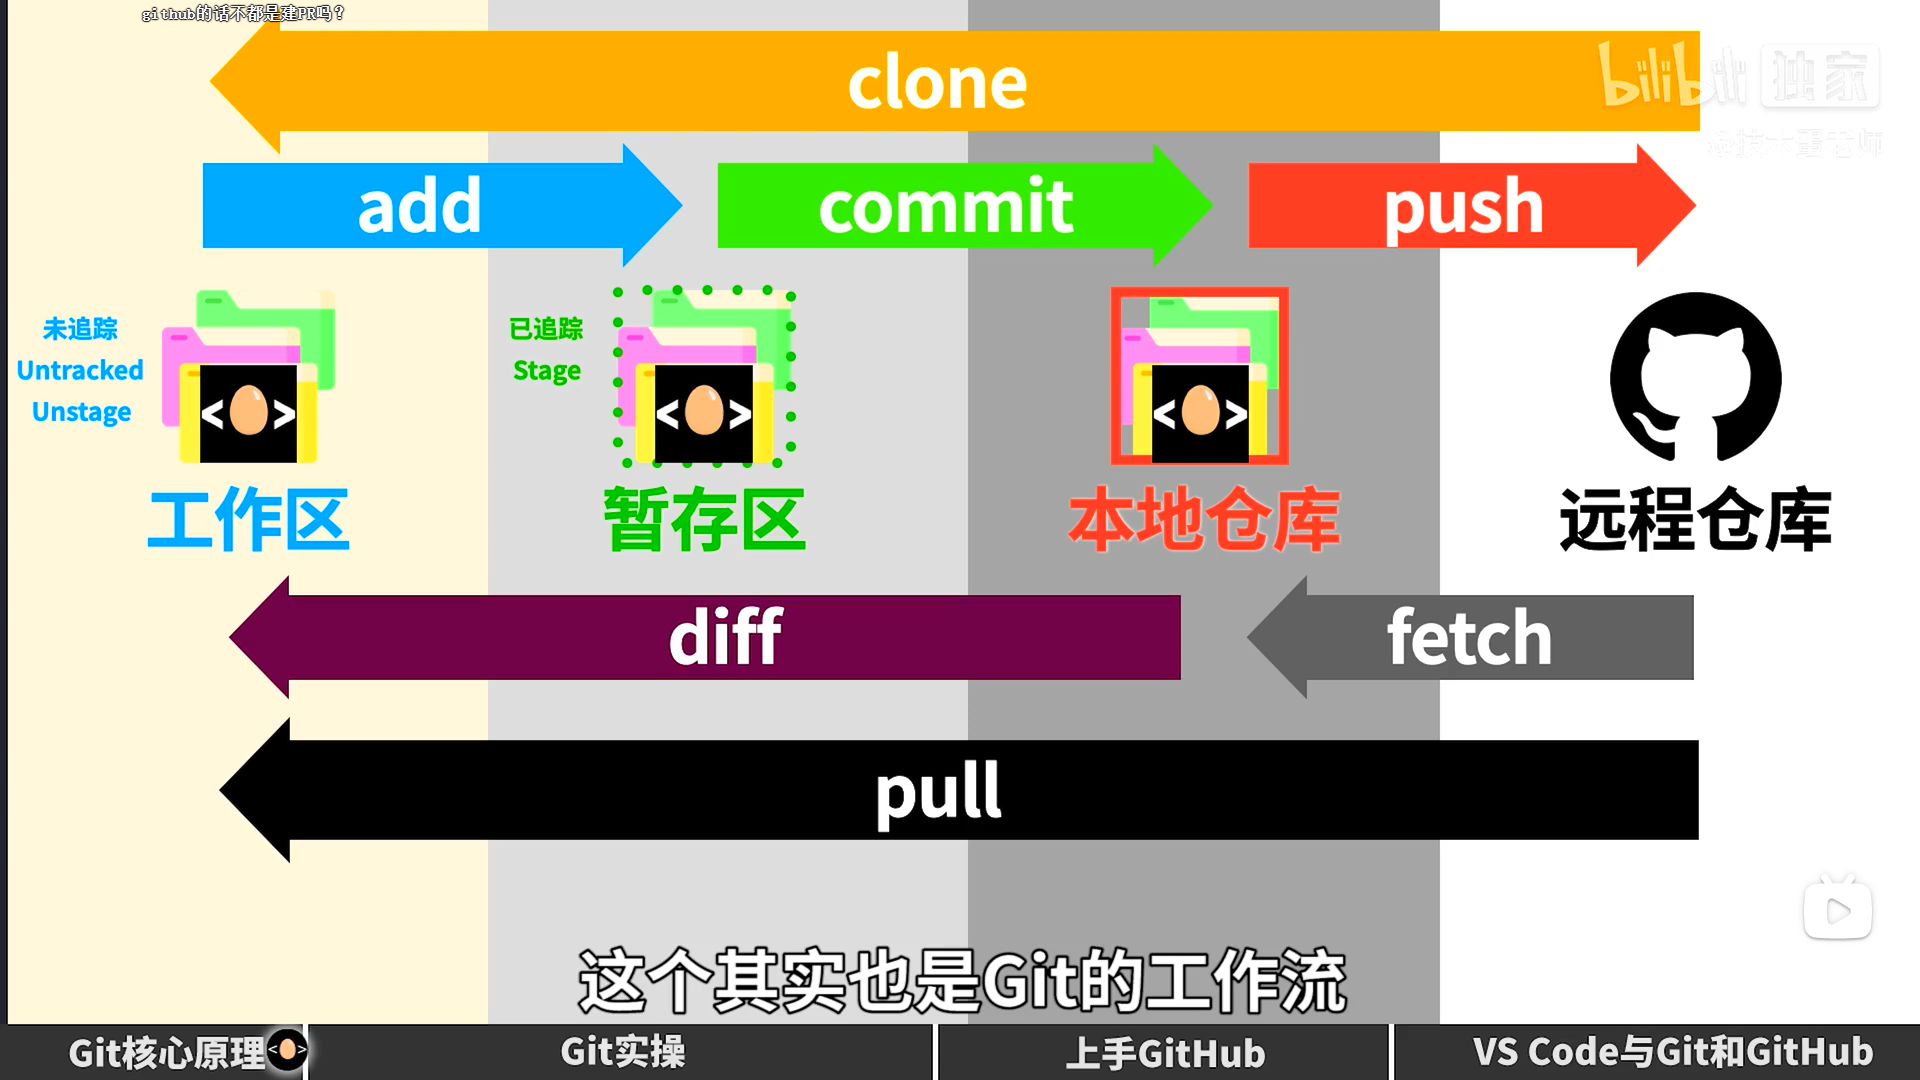 github的话不都是建PR吗?
clone
bilibili 独家
add
commit
push
未追踪
Untracked
Unstage
已追踪
Stage
< >
< >
< >
工作区
暂存区
本地仓库
远程仓库
diff
fetch
pull
这个其实也是Git的工作流
Git核心原理
< >
Git实操
上手GitHub
VS Code与Git和GitHub